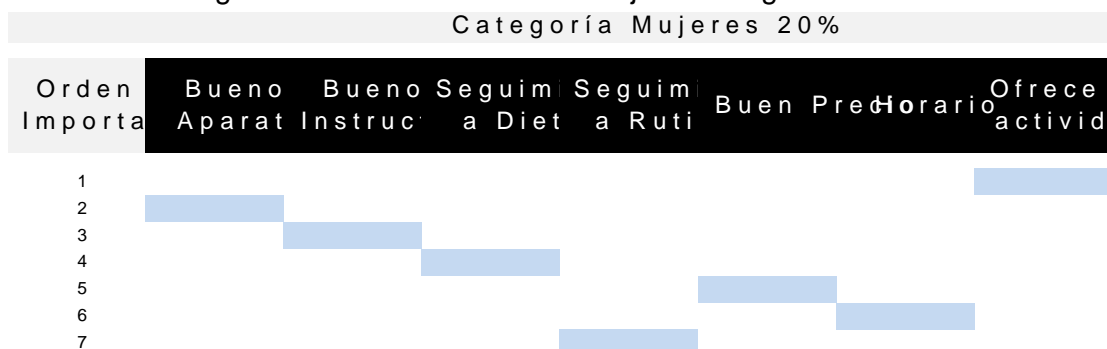 Categoría Mujeres 20%
Orden Bueno Bueno Seguim Seguim Buen Precio Horario Ofrece
Importa Aparat Instruc a Diet a Ruti activid
1
2
3
4
5
6
7